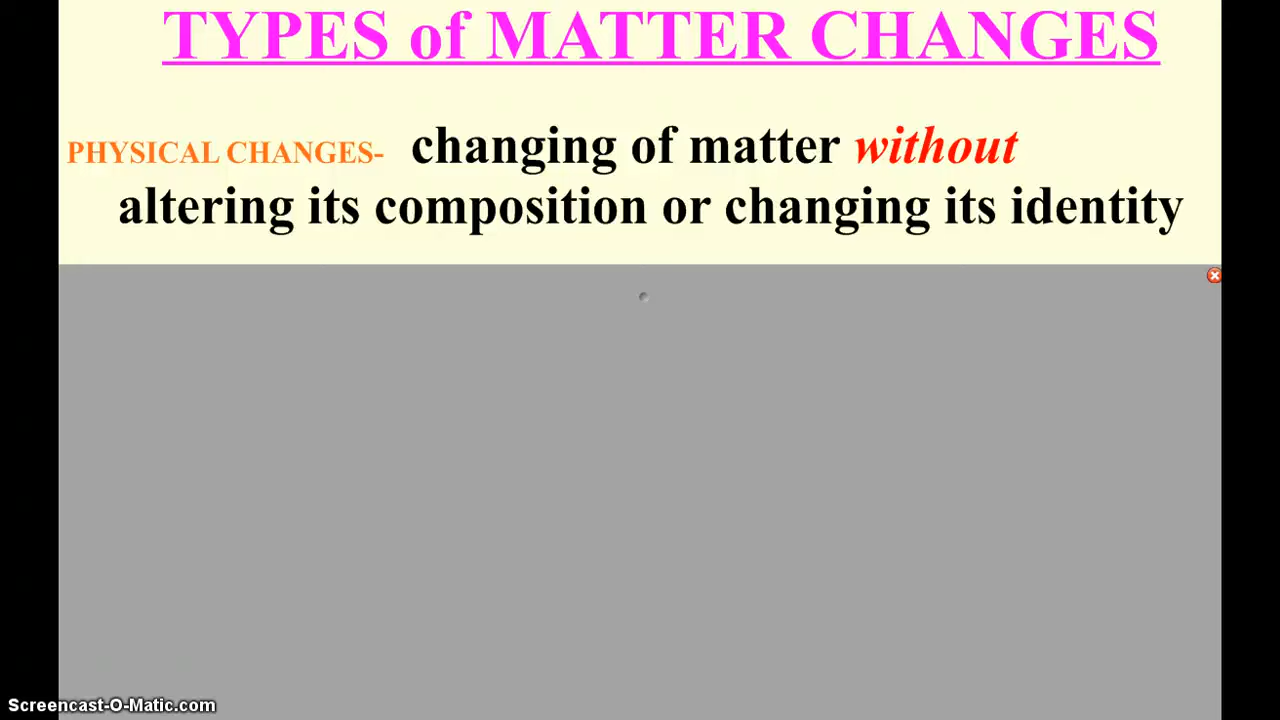 TYPES of MATTER CHANGES
PHYSICAL CHANGES- changing of matter without
altering its composition or changing its identity
Screencast-O-Matic.com